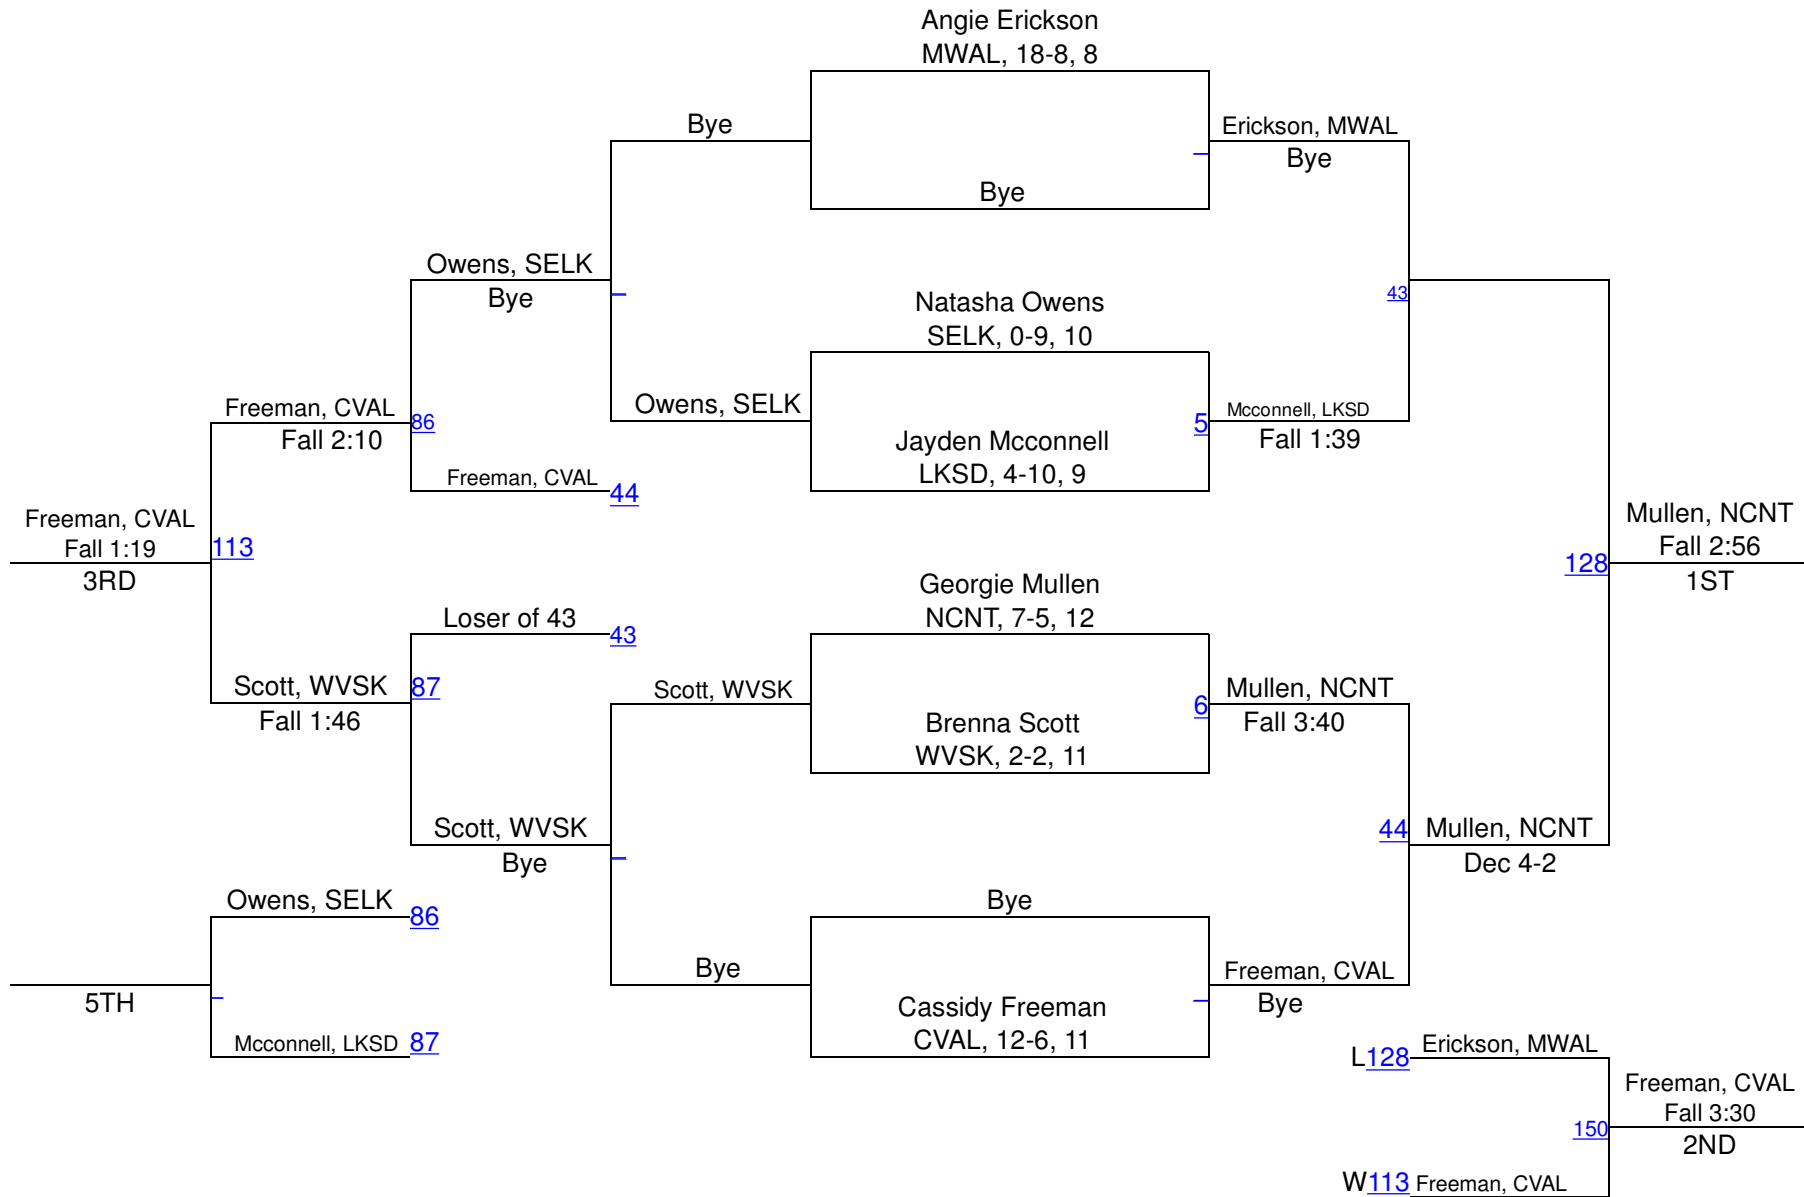 Angie Erickson
MWAL, 18-8, 8
Bye
Erickson, MWAL
Bye
Bye
Owens, SELK
Bye
43
Natasha Owens
SELK, 0-9, 10
Owens, SELK
Mcconnell, LKSD
Fall 1:39
5
Jayden Mcconnell
LKSD, 4-10, 9
Freeman, CVAL
Fall 2:10
86
Freeman, CVAL
44
Freeman, CVAL
Fall 1:19
3RD
113
Mullen, NCNT
Fall 2:56
1ST
128
Georgie Mullen
NCNT, 7-5, 12
Loser of 43
43
Scott, WVSK
Fall 1:46
87
Scott, WVSK
6
Mullen, NCNT
Fall 3:40
Brenna Scott
WVSK, 2-2, 11
Scott, WVSK
Bye
44
Mullen, NCNT
Dec 4-2
Owens, SELK
86
Bye
Bye
Freeman, CVAL
Bye
5TH
Cassidy Freeman
CVAL, 12-6, 11
Mcconnell, LKSD
87
L128
Erickson, MWAL
Freeman, CVAL
Fall 3:30
2ND
150
W113
Freeman, CVAL